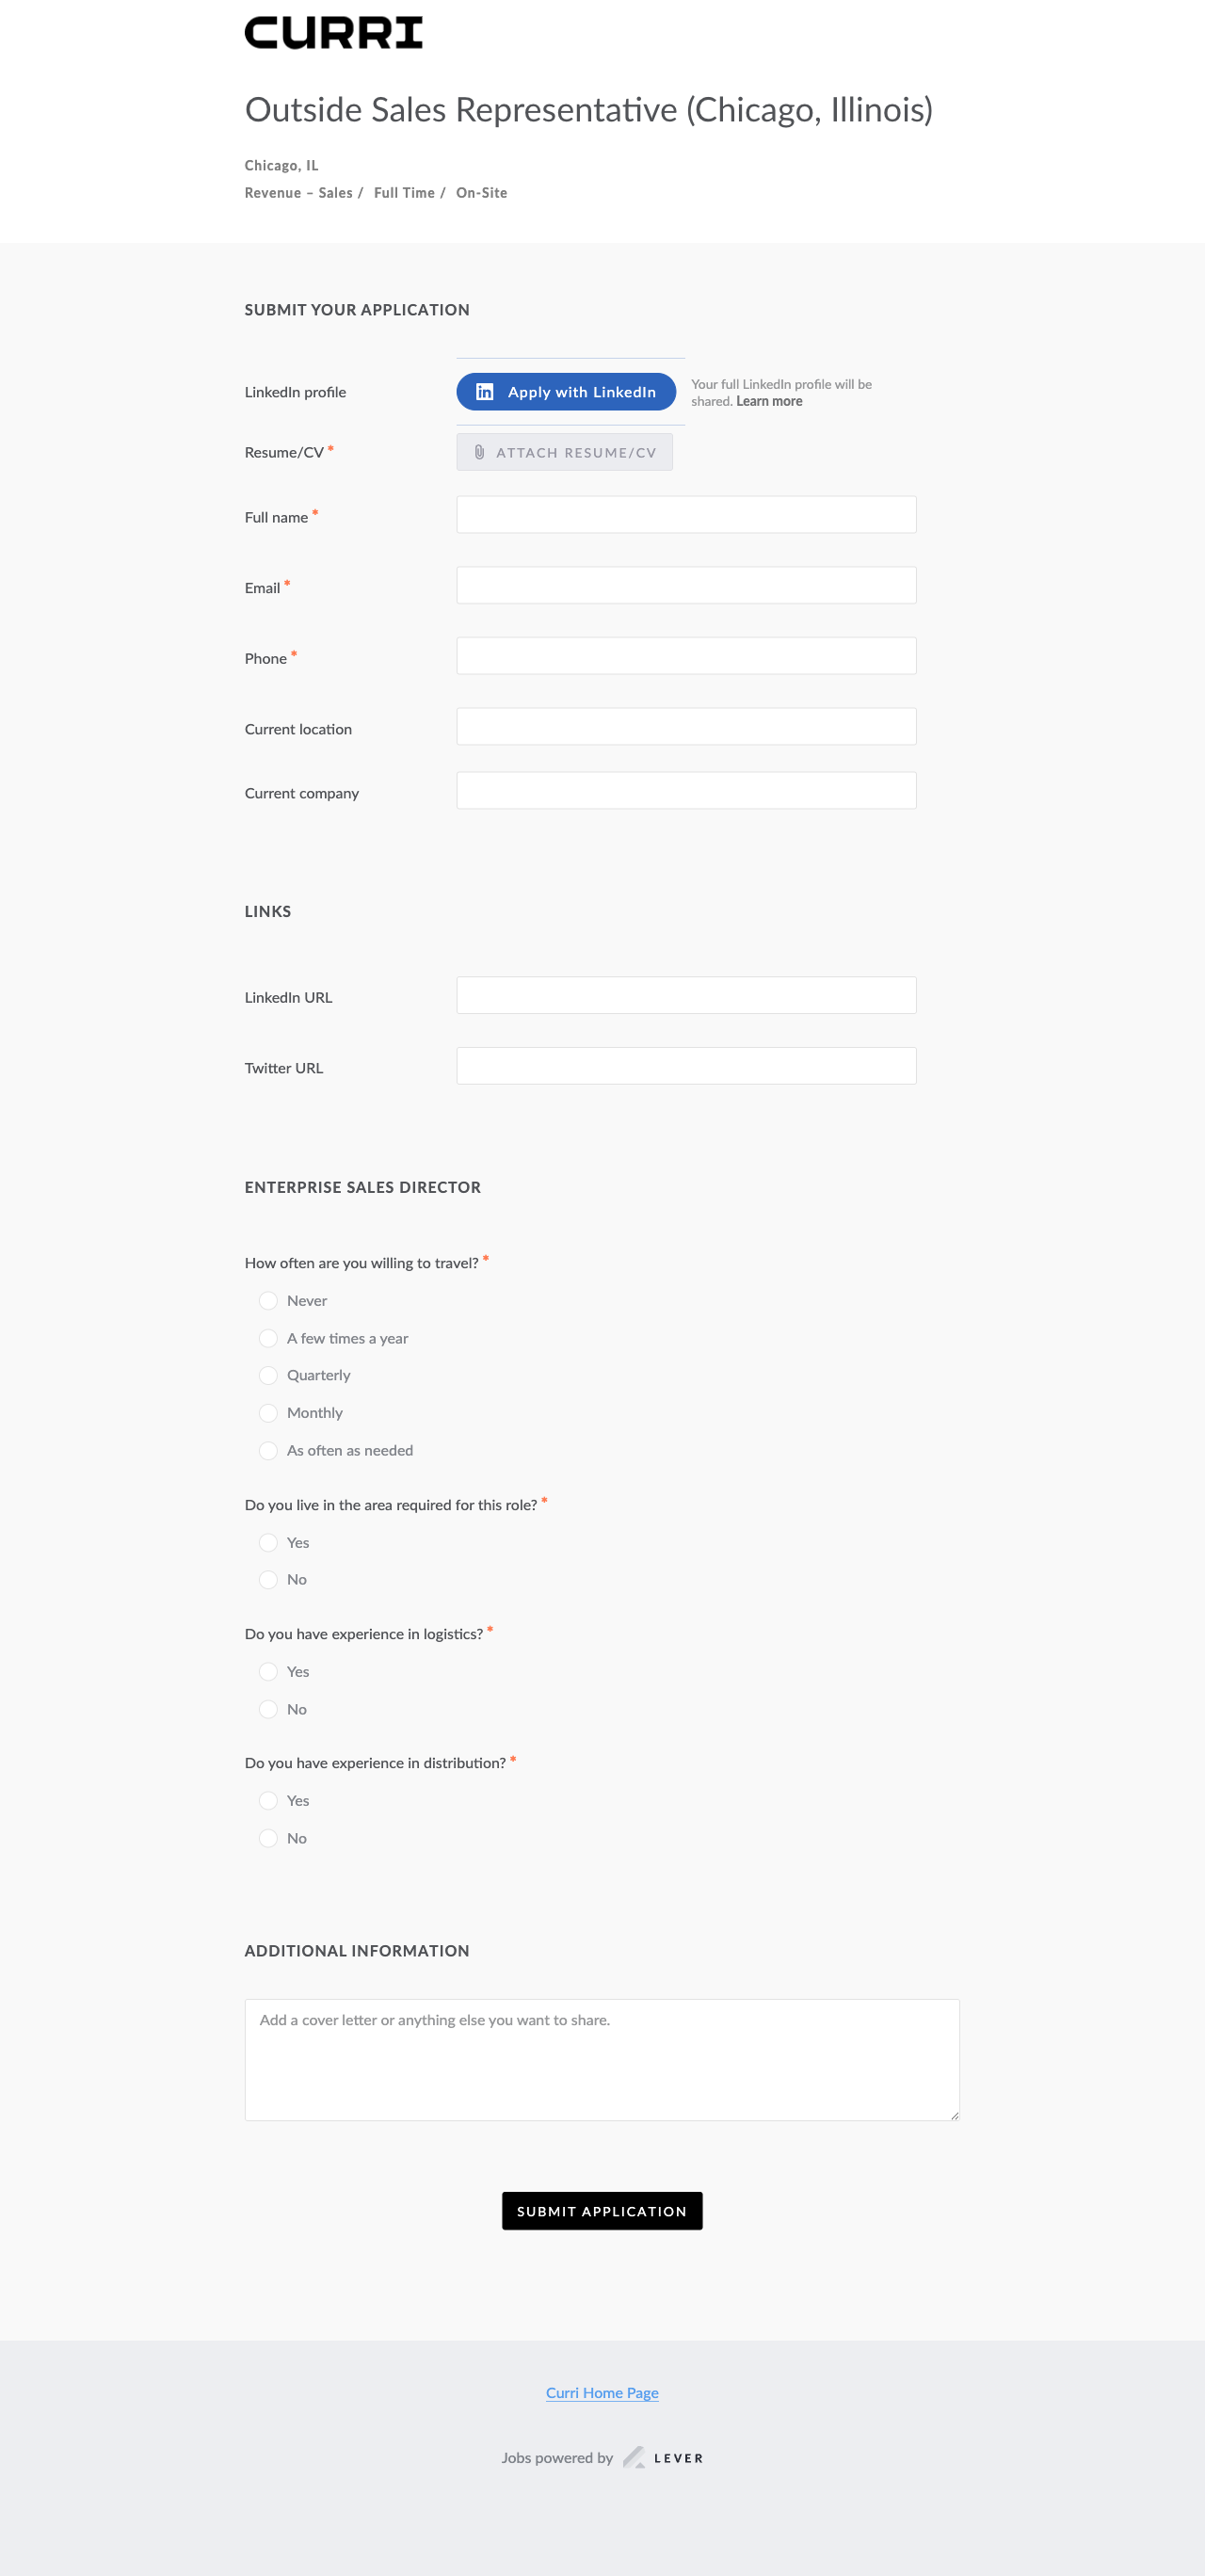 CURRI
Outside Sales Representative (Chicago, Illinois)
Chicago, IL
Revenue – Sales / Full Time / On-Site
SUBMIT YOUR APPLICATION
LinkedIn profile
in Apply with LinkedIn
Your full LinkedIn profile will be
shared. Learn more
Resume/CV *
ATTACH RESUME/CV
Full name *
Email *
Phone *
Current location
Current company
LINKS
LinkedIn URL
Twitter URL
ENTERPRISE SALES DIRECTOR
How often are you willing to travel? *
Never
A few times a year
Quarterly
Monthly
As often as needed
Do you live in the area required for this role? *
Yes
No
Do you have experience in logistics? *
Yes
No
Do you have experience in distribution? *
Yes
No
ADDITIONAL INFORMATION
Add a cover letter or anything else you want to share.
SUBMIT APPLICATION
Curri Home Page
Jobs powered by LEVER